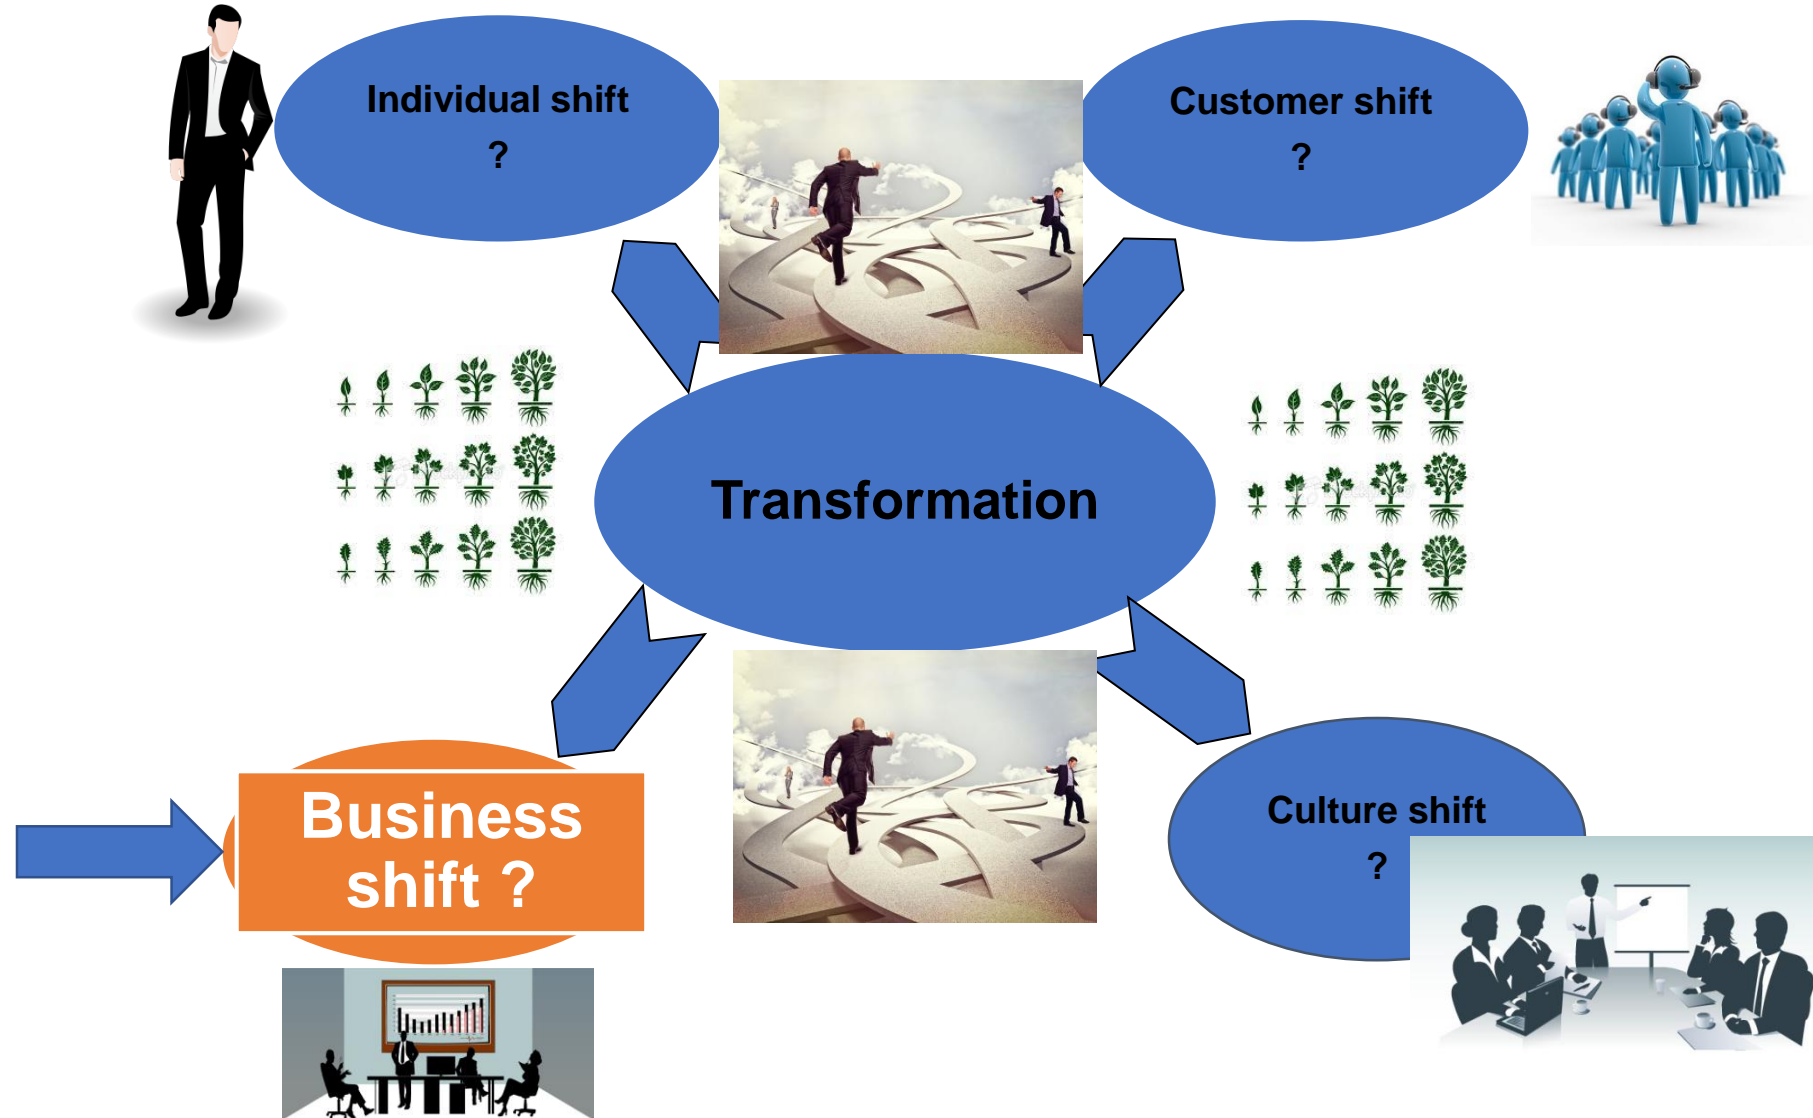 Individual shift
?
Customer shift
?
Transformation
Business
shift ?
Culture shift
?